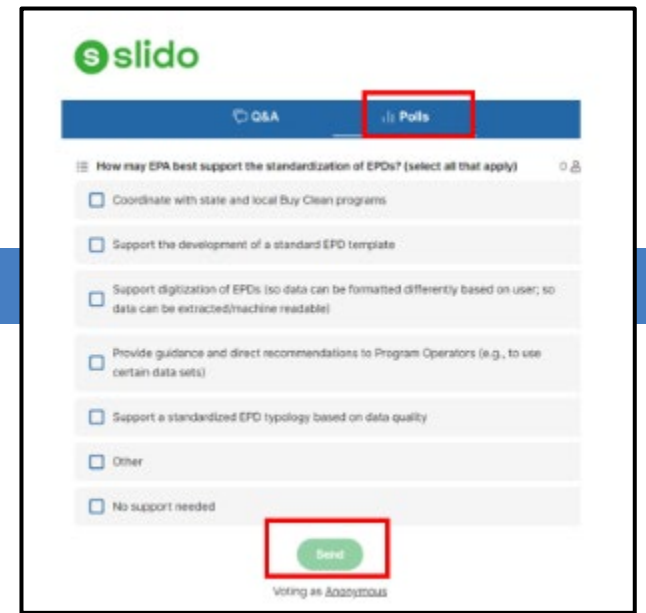 slido
Q&A Polls
How may EPA best support the standardization of EPDs? (select all that apply) 0
Coordinate with state and local Buy Clean programs
Support the development of a standard EPD template
Support digitization of EPDs (so data can be formatted differently based on user; so
data can be extracted/machine readable)
Provide guidance and direct recommendations to Program Operators (e.g., to use
certain data sets)
Support a standardized EPD typology based on data quality
Other
No support needed
Send
Voting as Anonymous